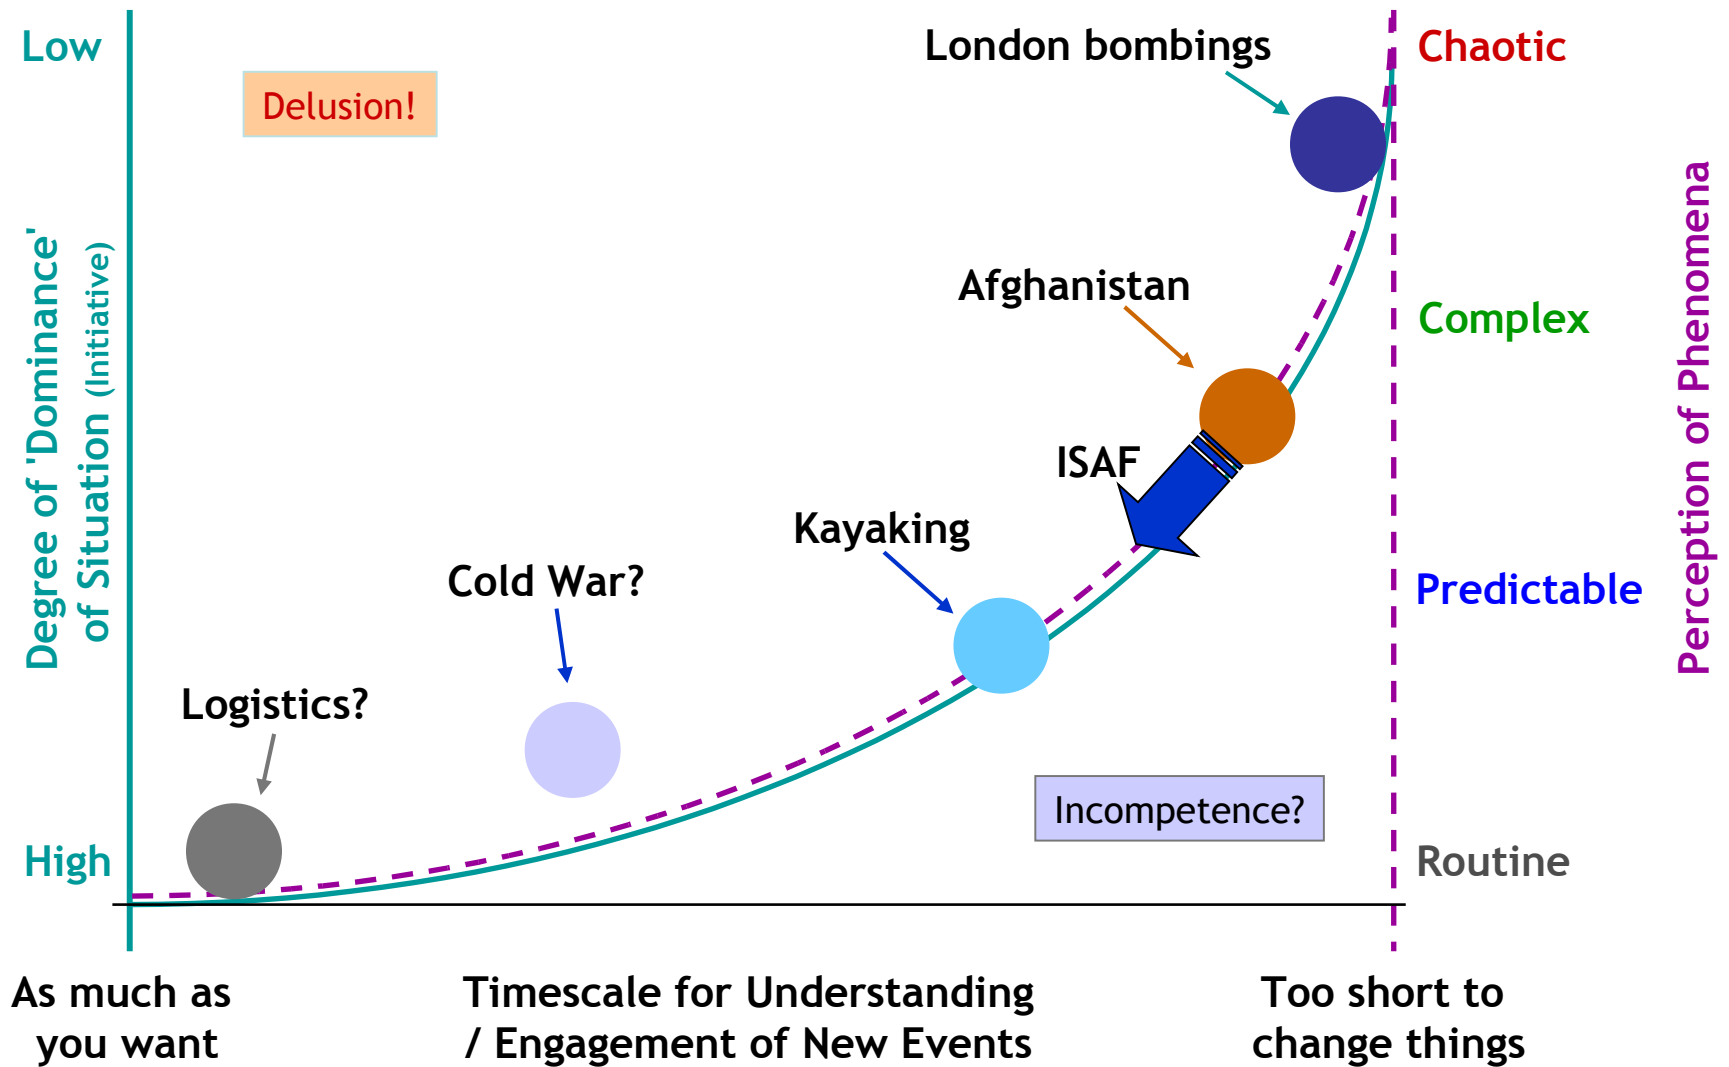 Low
London bombings
Chaotic
Delusion!
Afghanistan
Complex
Degree of 'Dominance'
of Situation (Initiative)
Perception of Phenomena
ISAF
Kayaking
Cold War?
Predictable
Logistics?
Incompetence?
High
Routine
As much as
you want
Timescale for Understanding
/ Engagement of New Events
Too short to
change things